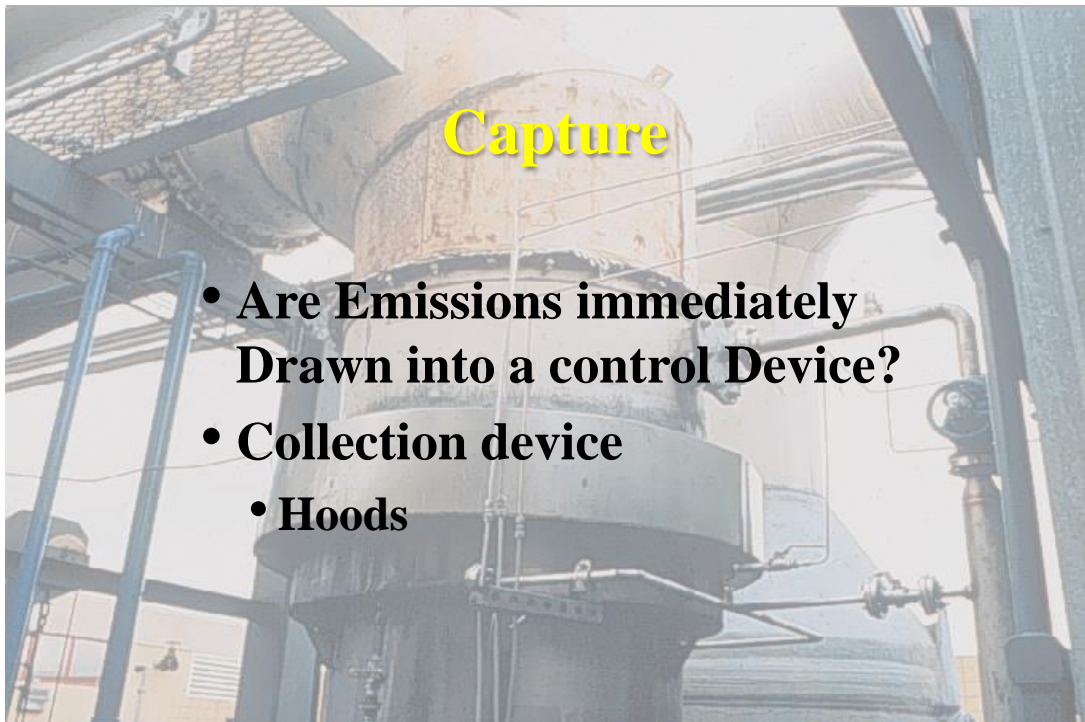 Capture
• Are Emissions immediately
Drawn into a control Device?
• Collection device
• Hoods